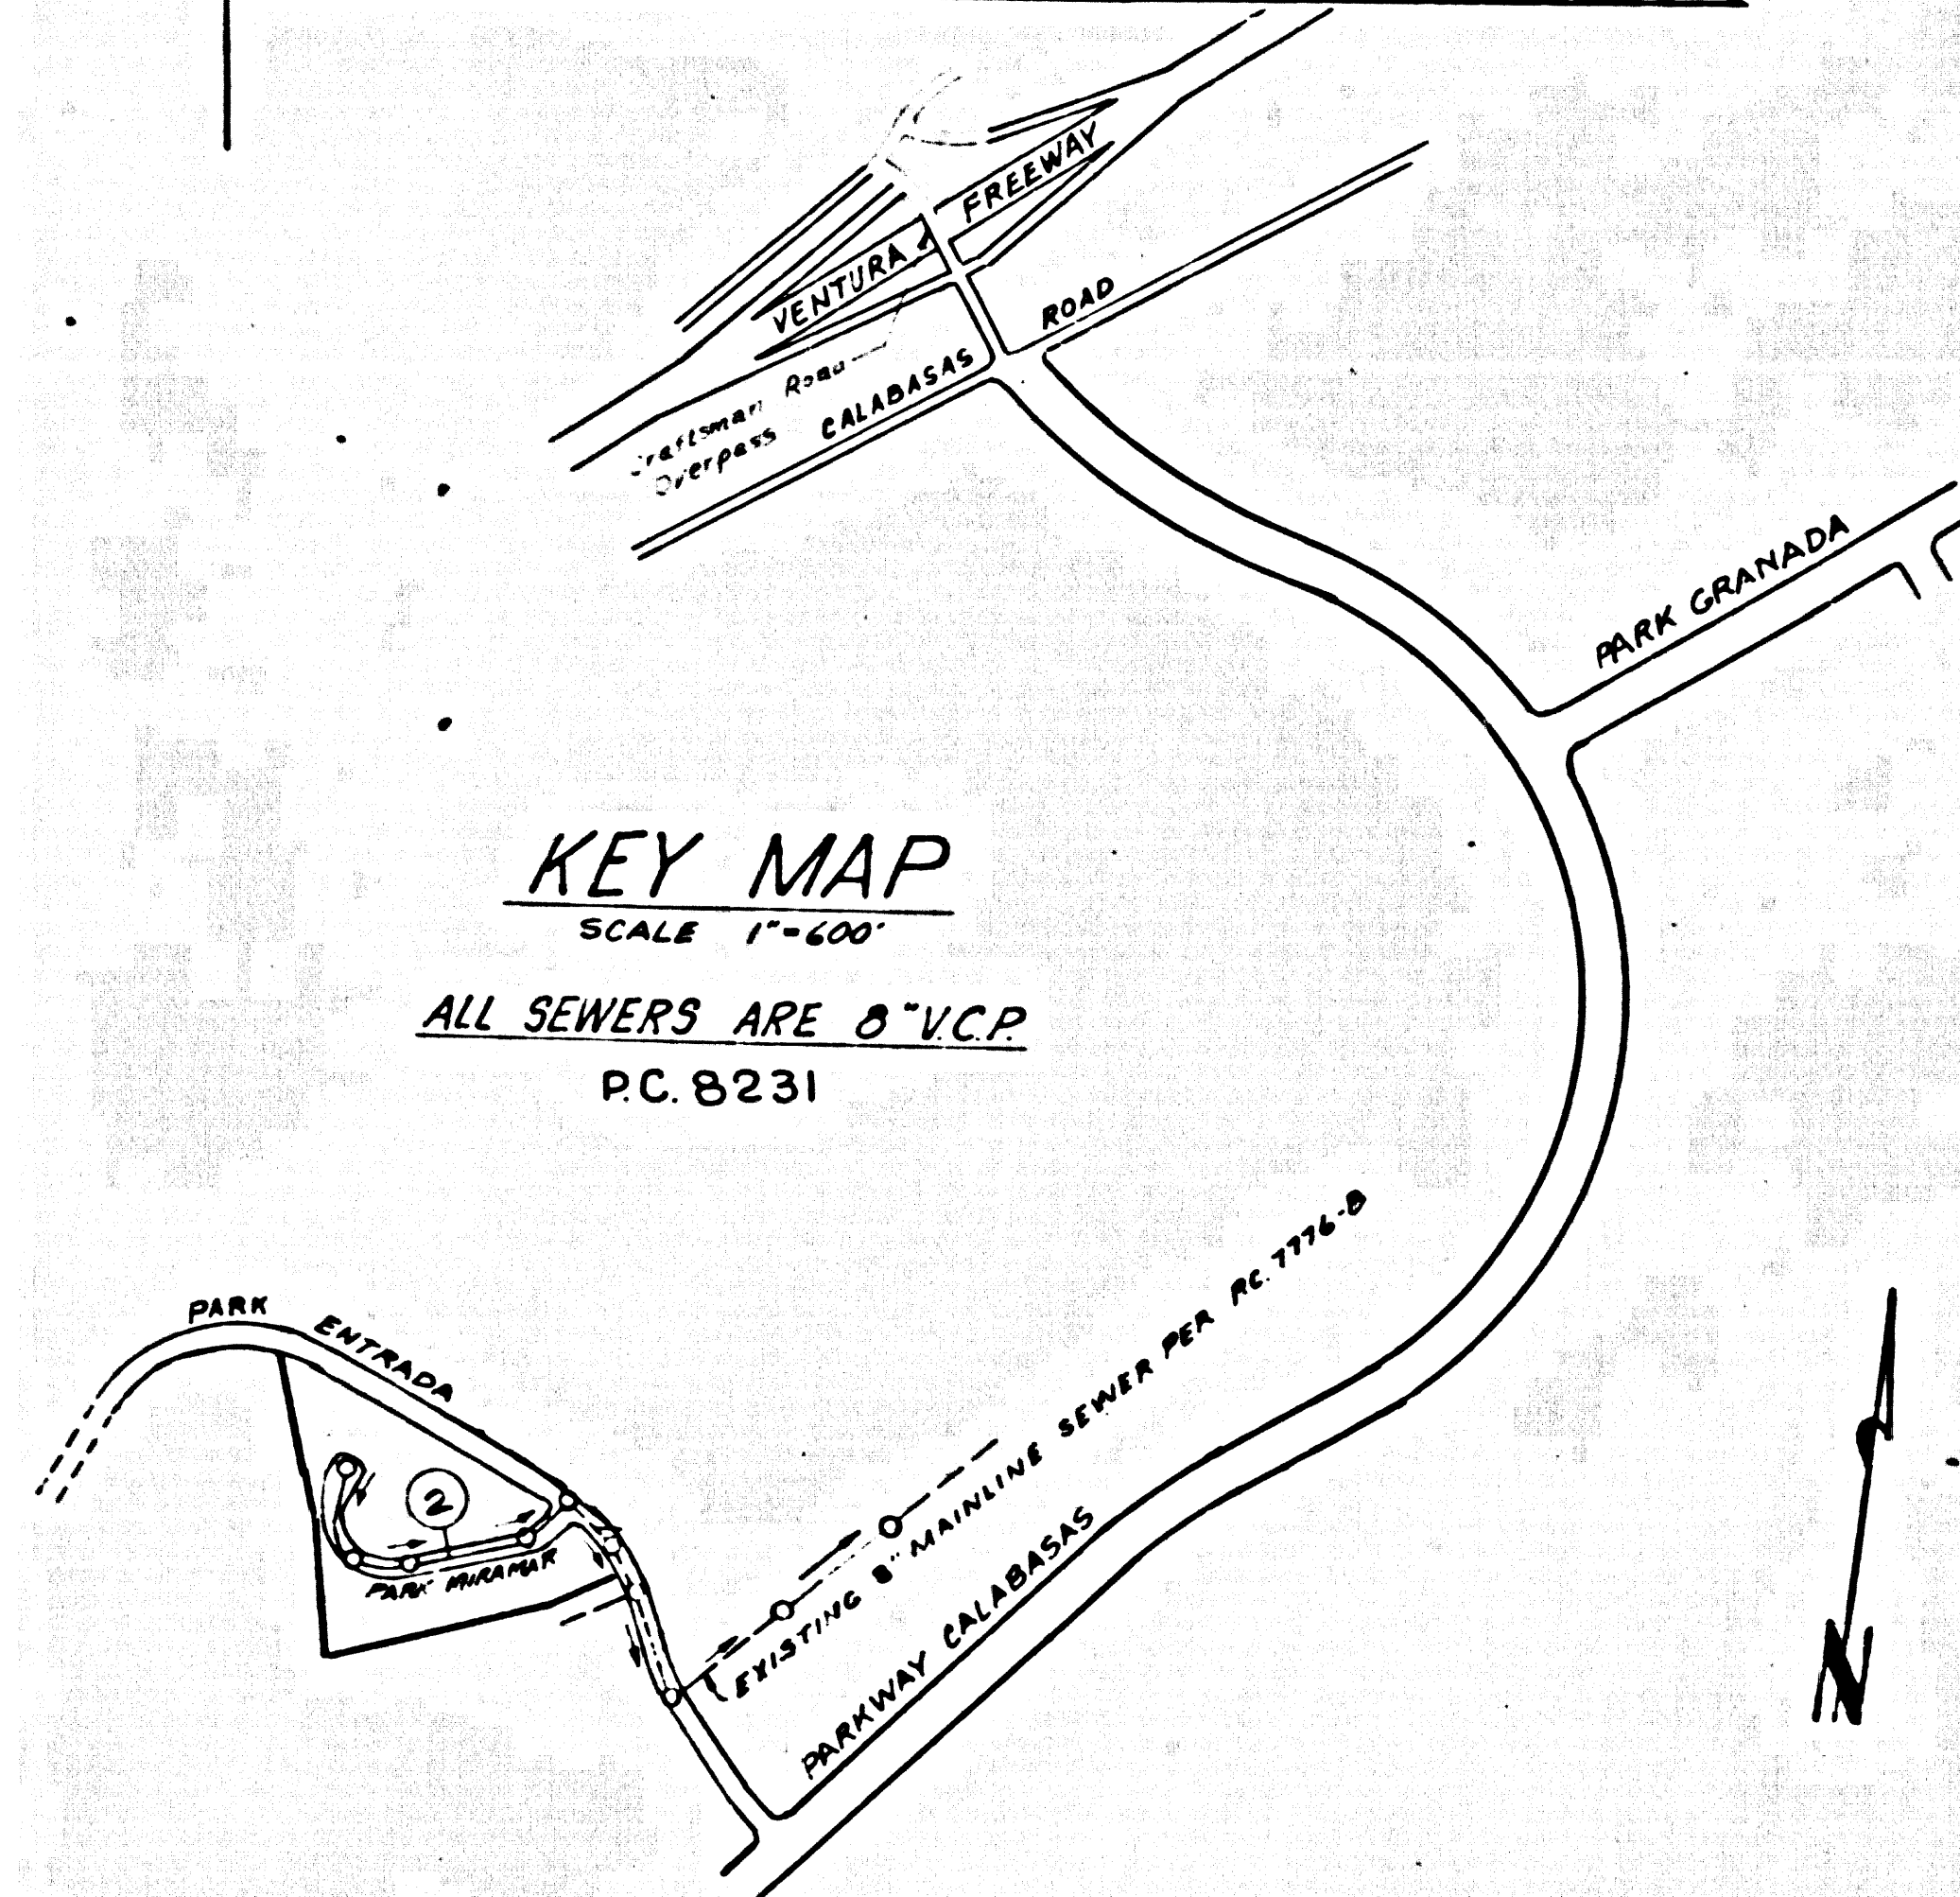 VENTURA FREEWAY
Craftsman Road
Overpass
CALABASAS ROAD
PARK GRANADA
KEY MAP
SCALE 1"=600'
ALL SEWERS ARE 8"V.C.P.
P.C. 8231
PARK ENTRADA
2
PARK MIRAMAR
EXISTING 8" MAINLINE SEWER PER P.C. 7776-B
PARKWAY CALABASAS
N